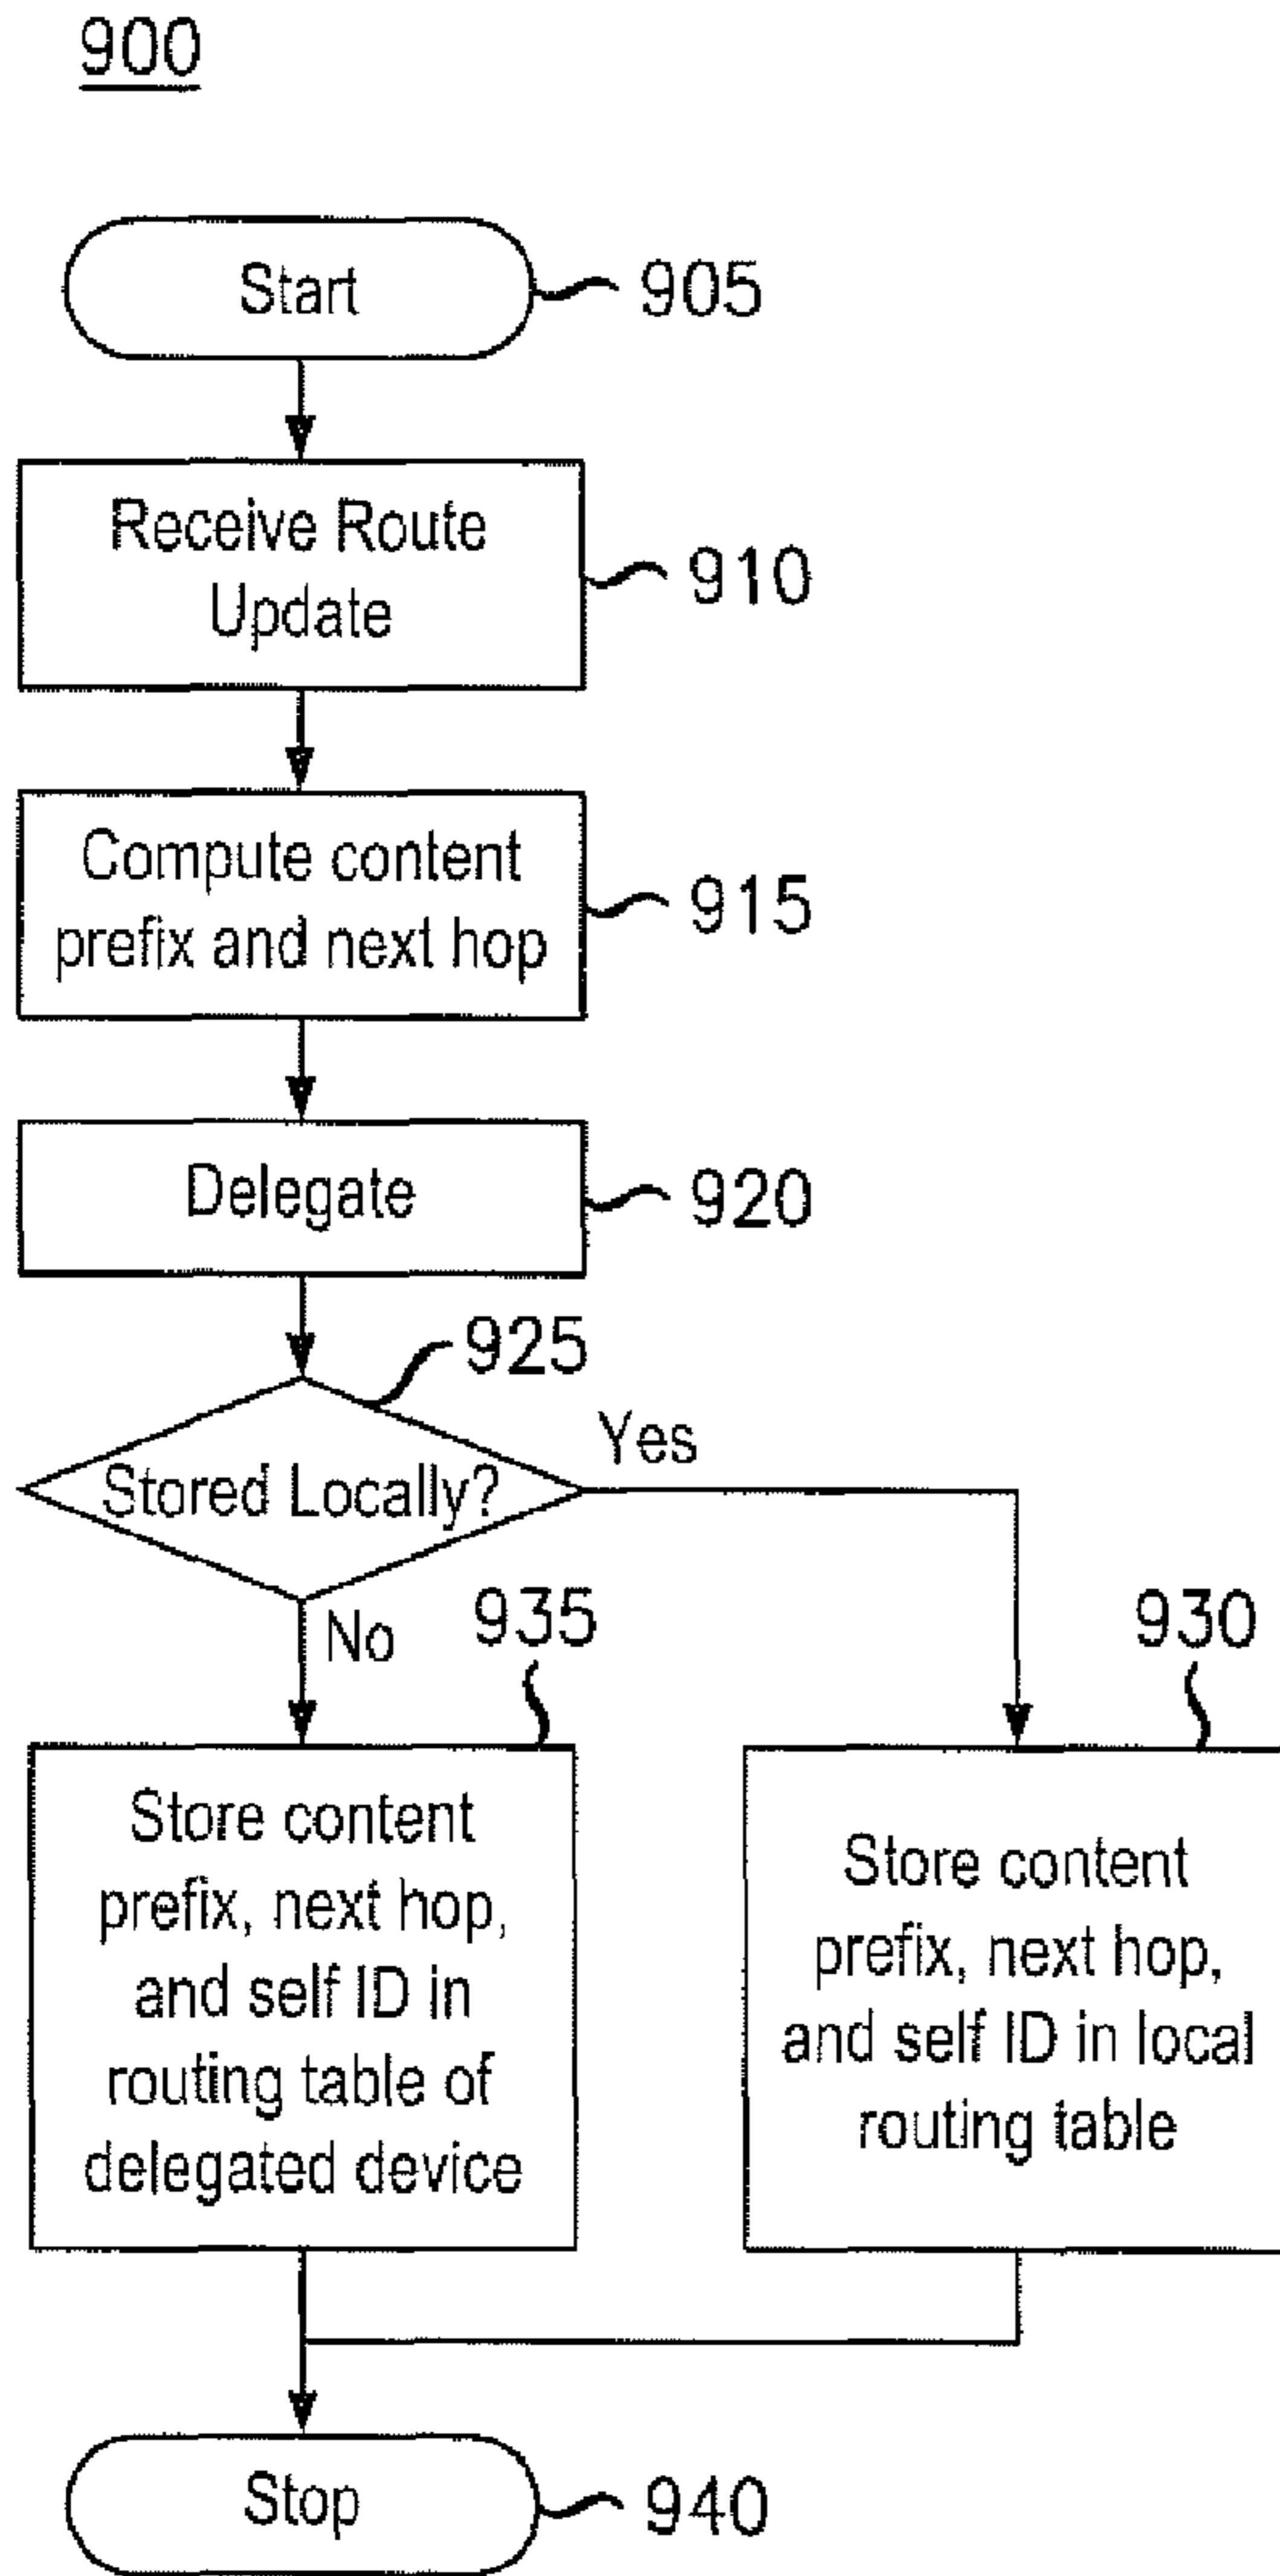 900
Start
905
Receive Route
Update
910
Compute content
prefix and next hop
915
Delegate
920
925
Stored Locally?
Yes
No
935
930
Store content
prefix, next hop,
and self ID in
routing table of
delegated device
Store content
prefix, next hop,
and self ID in local
routing table
Stop
940